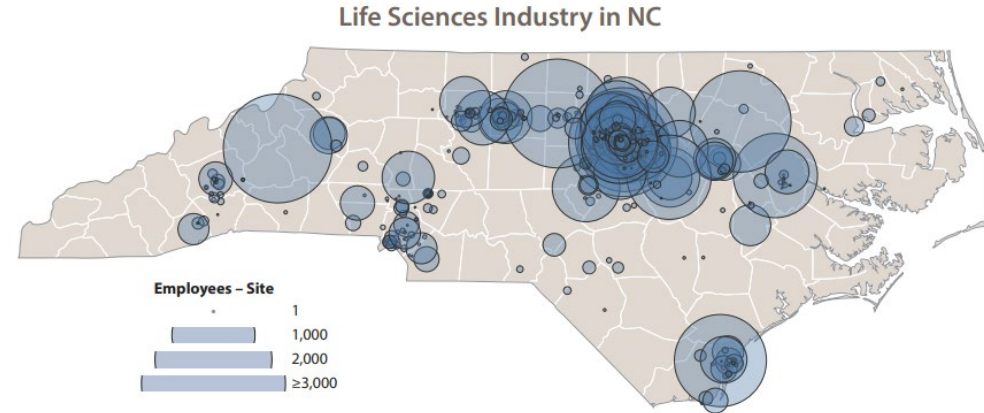 Life Sciences Industry in NC
Employees – Site
1
1,000
2,000
≥3,000